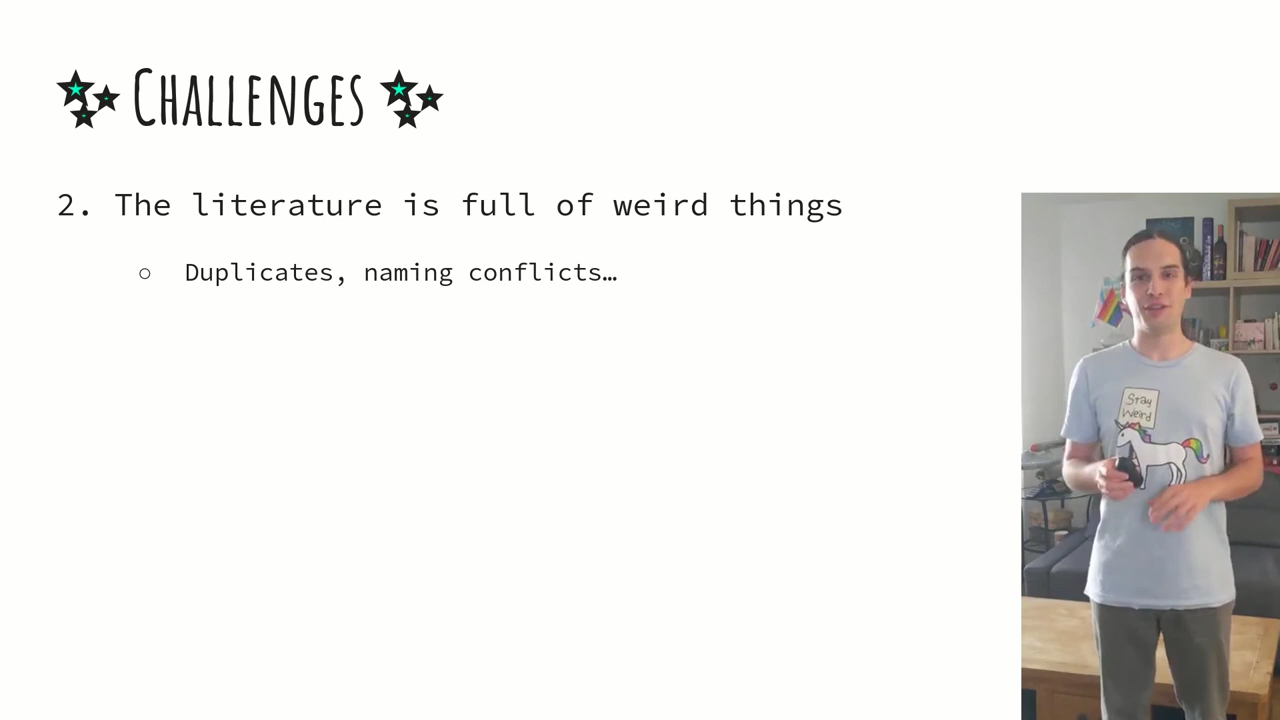 ✨ Challenges ✨
2. The literature is full of weird things
○ Duplicates, naming conflicts…
Stay
Weird